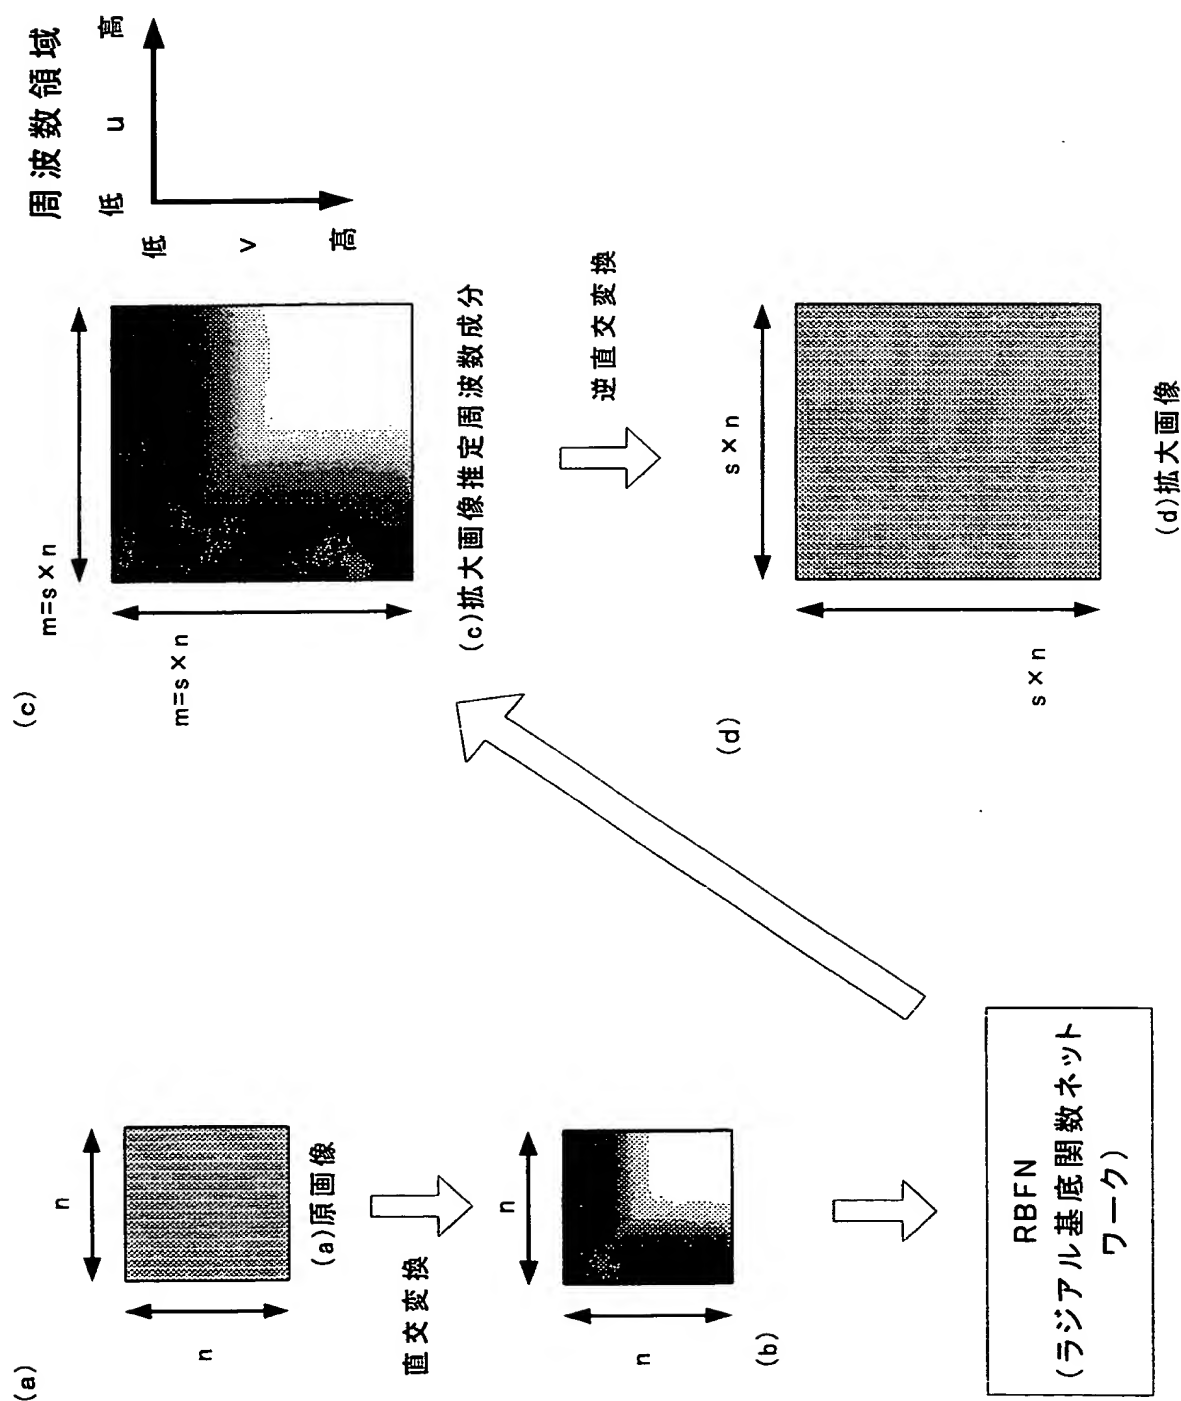 (a)
n
n
(a)原画像
直交変換
n
n
(b)
RBFN
(ラジアル基底関数ネット
ワーク)
(c)
m=s×n
m=s×n
(c)拡大画像推定周波数成分
周波数領域
低 u 高
低
v
高
逆直交変換
(d)
s×n
s×n
(d)拡大画像